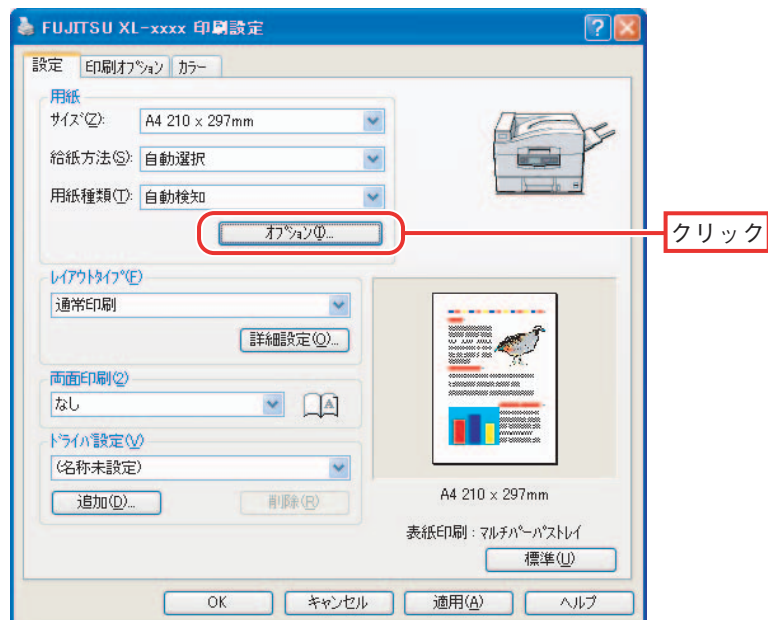 FUJITSU XL-xxxx 印刷設定
設定 印刷オプション カラー
用紙
サイズ(Z): A4 210 x 297mm
給紙方法(S): 自動選択
用紙種類(T): 自動検知
オプション(I)...
クリック
レイアウトタイプ(F)
通常印刷
詳細設定(O)...
両面印刷(2)
なし
A
ドライバ設定(V)
(名称未設定)
追加(D)... 削除(R)
A4 210 x 297mm
表紙印刷：マルチパーパストレイ
標準(U)
OK キャンセル 適用(A) ヘルプ